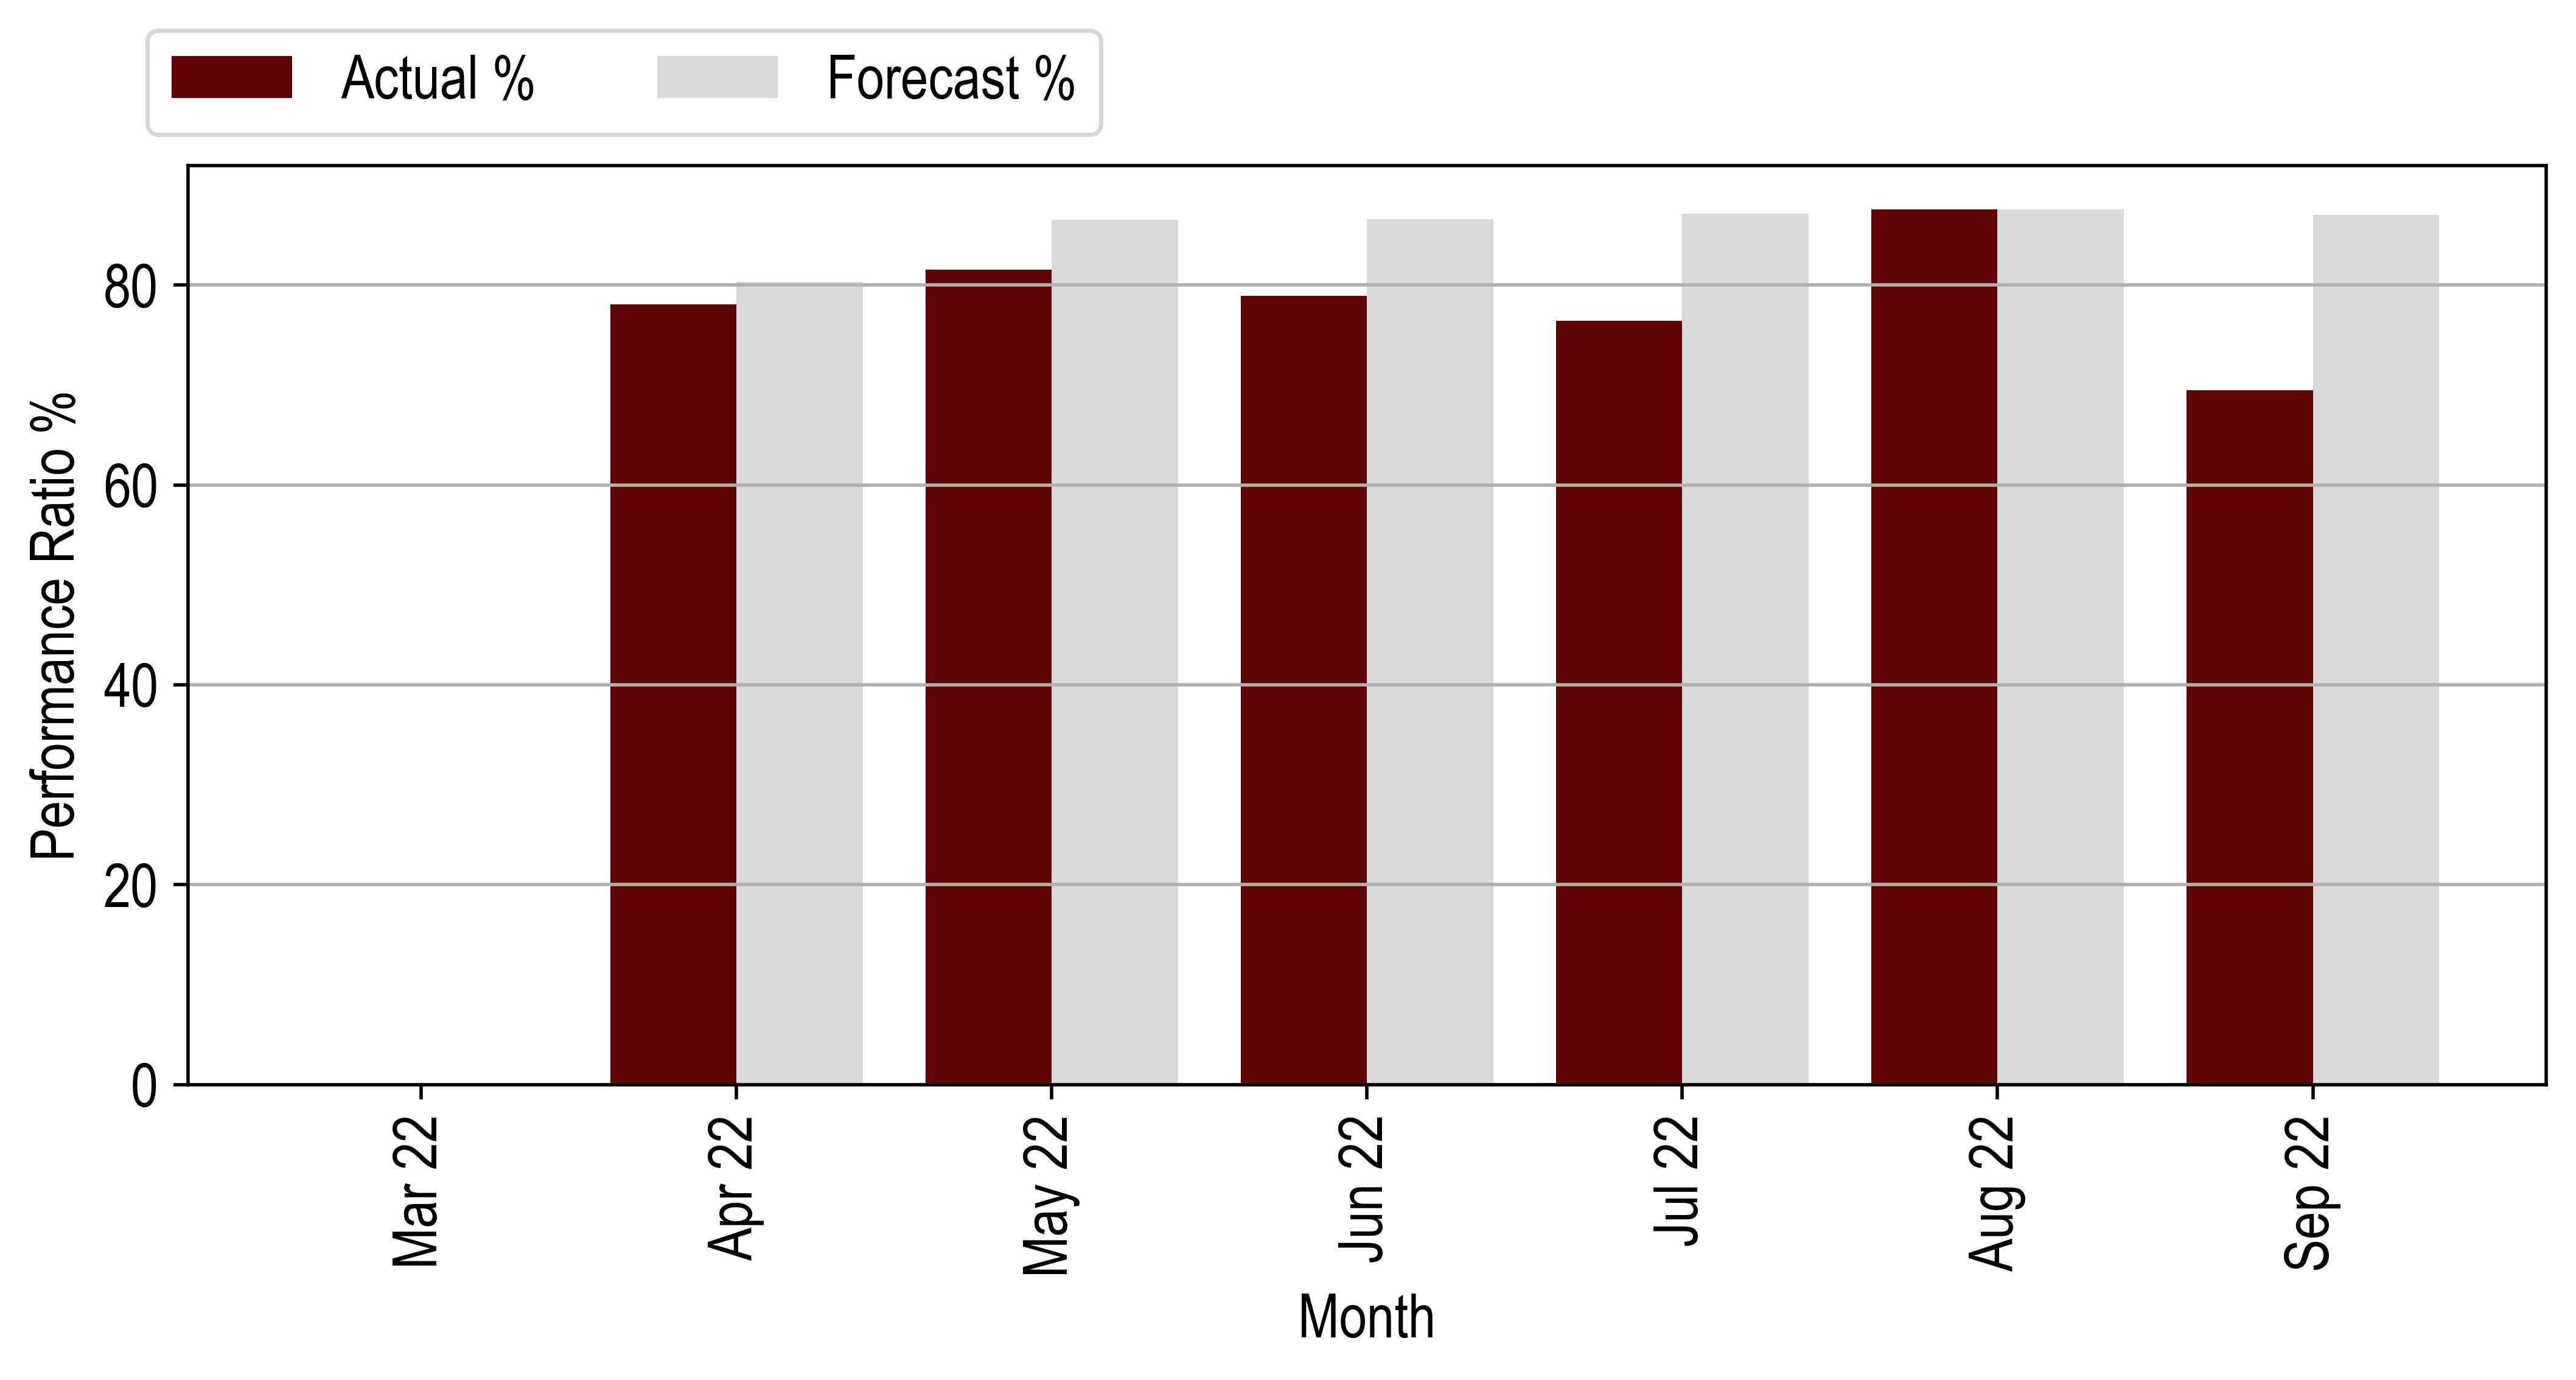 Actual % Forecast %
Performance Ratio %
80
60
40
20
0
Mar 22 Apr 22 May 22 Jun 22 Jul 22 Aug 22 Sep 22
Month